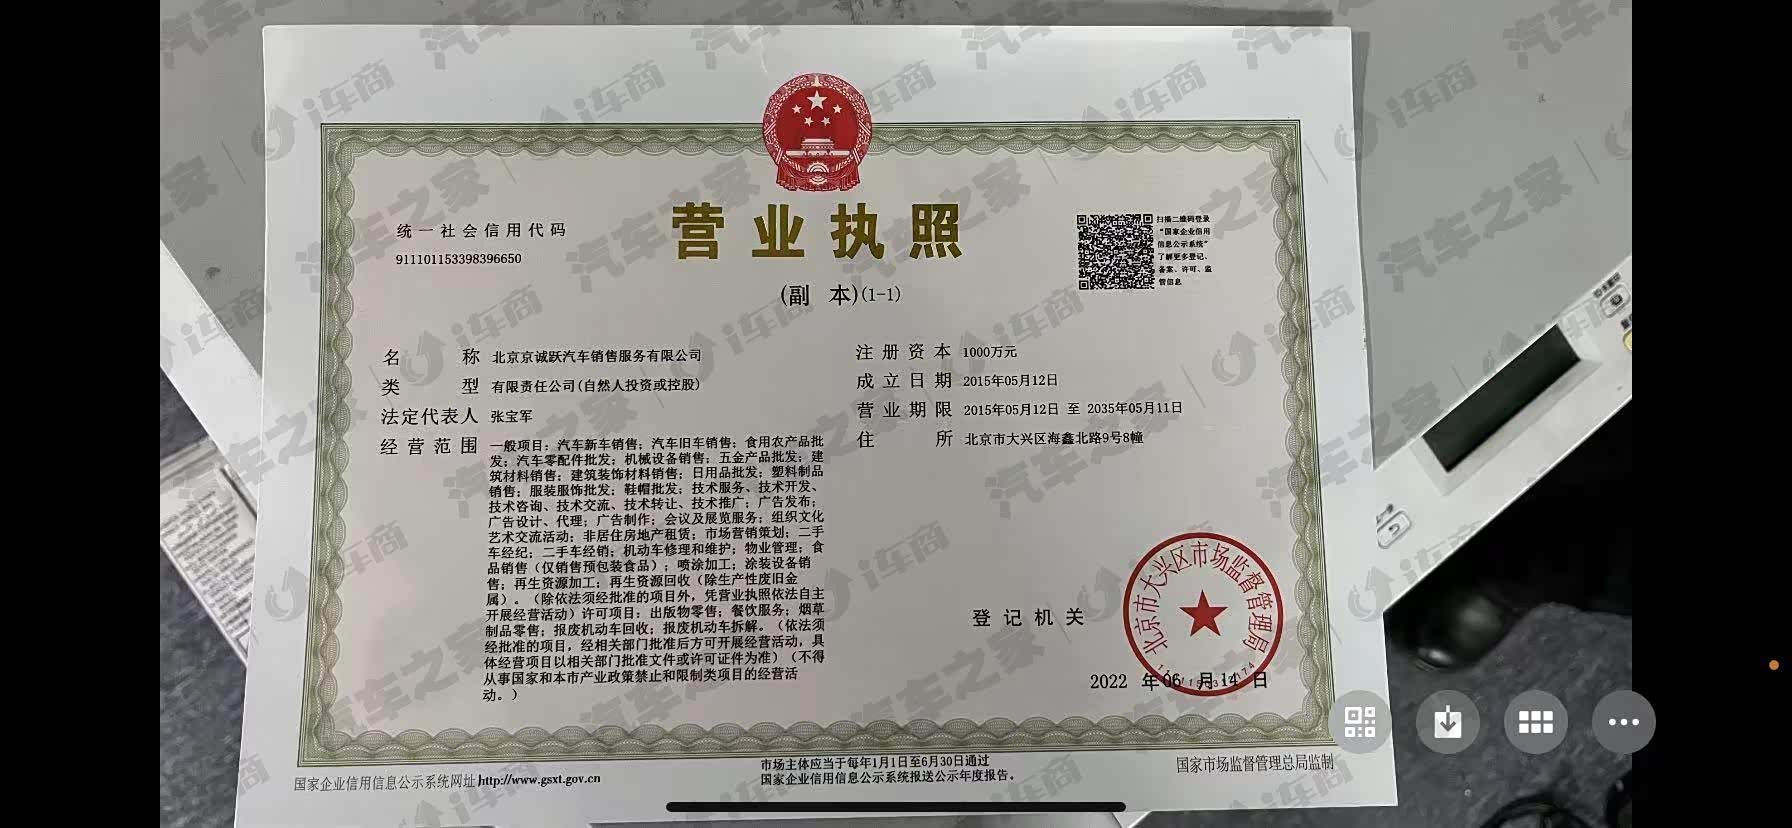 营业执照
(副 本)(1-1)
统一社会信用代码
911101153398396650
扫描二维码登录
“国家企业信用
信息公示系统”
了解更多登记、
备案、许可、监
管信息
名 称 北京京诚跃汽车销售服务有限公司
类 型 有限责任公司(自然人投资或控股)
法定代表人 张宝军
经营范围 一般项目：汽车新车销售；汽车旧车销售；食用农产品批
发；汽车零配件批发；机械设备销售；五金产品批发；建
筑材料销售；建筑装饰材料销售；日用品批发；塑料制品
销售；服装服饰批发；鞋帽批发；技术服务、技术开发、
技术咨询、技术交流、技术转让、技术推广；广告发布；
广告设计、代理；广告制作；会议及展览服务；组织文化
艺术交流活动；非居住房地产租赁；市场营销策划；二手
车经纪；二手车经销；机动车修理和维护；物业管理；食
品销售（仅销售预包装食品）；喷涂加工；涂装设备销
售；再生资源加工；再生资源回收（除生产性废旧金
属）。（除依法须经批准的项目外，凭营业执照依法自主
开展经营活动）许可项目：出版物零售；餐饮服务；烟草
制品零售；报废机动车回收；报废机动车拆解。（依法须
经批准的项目，经相关部门批准后方可开展经营活动，具
体经营项目以相关部门批准文件或许可证件为准）（不得
从事国家和本市产业政策禁止和限制类项目的经营活
动。）
注册资本 1000万元
成立日期 2015年05月12日
营业期限 2015年05月12日 至 2035年05月11日
住 所 北京市大兴区海鑫北路9号8幢
登记机关
北京市大兴区市场监督管理局
2022 年 06 月 14 日
国家企业信用信息公示系统网址http://www.gsxt.gov.cn
市场主体应当于每年1月1日至6月30日通过
国家企业信用信息公示系统报送公示年度报告。
国家市场监督管理总局监制
汽车之家 | i车商